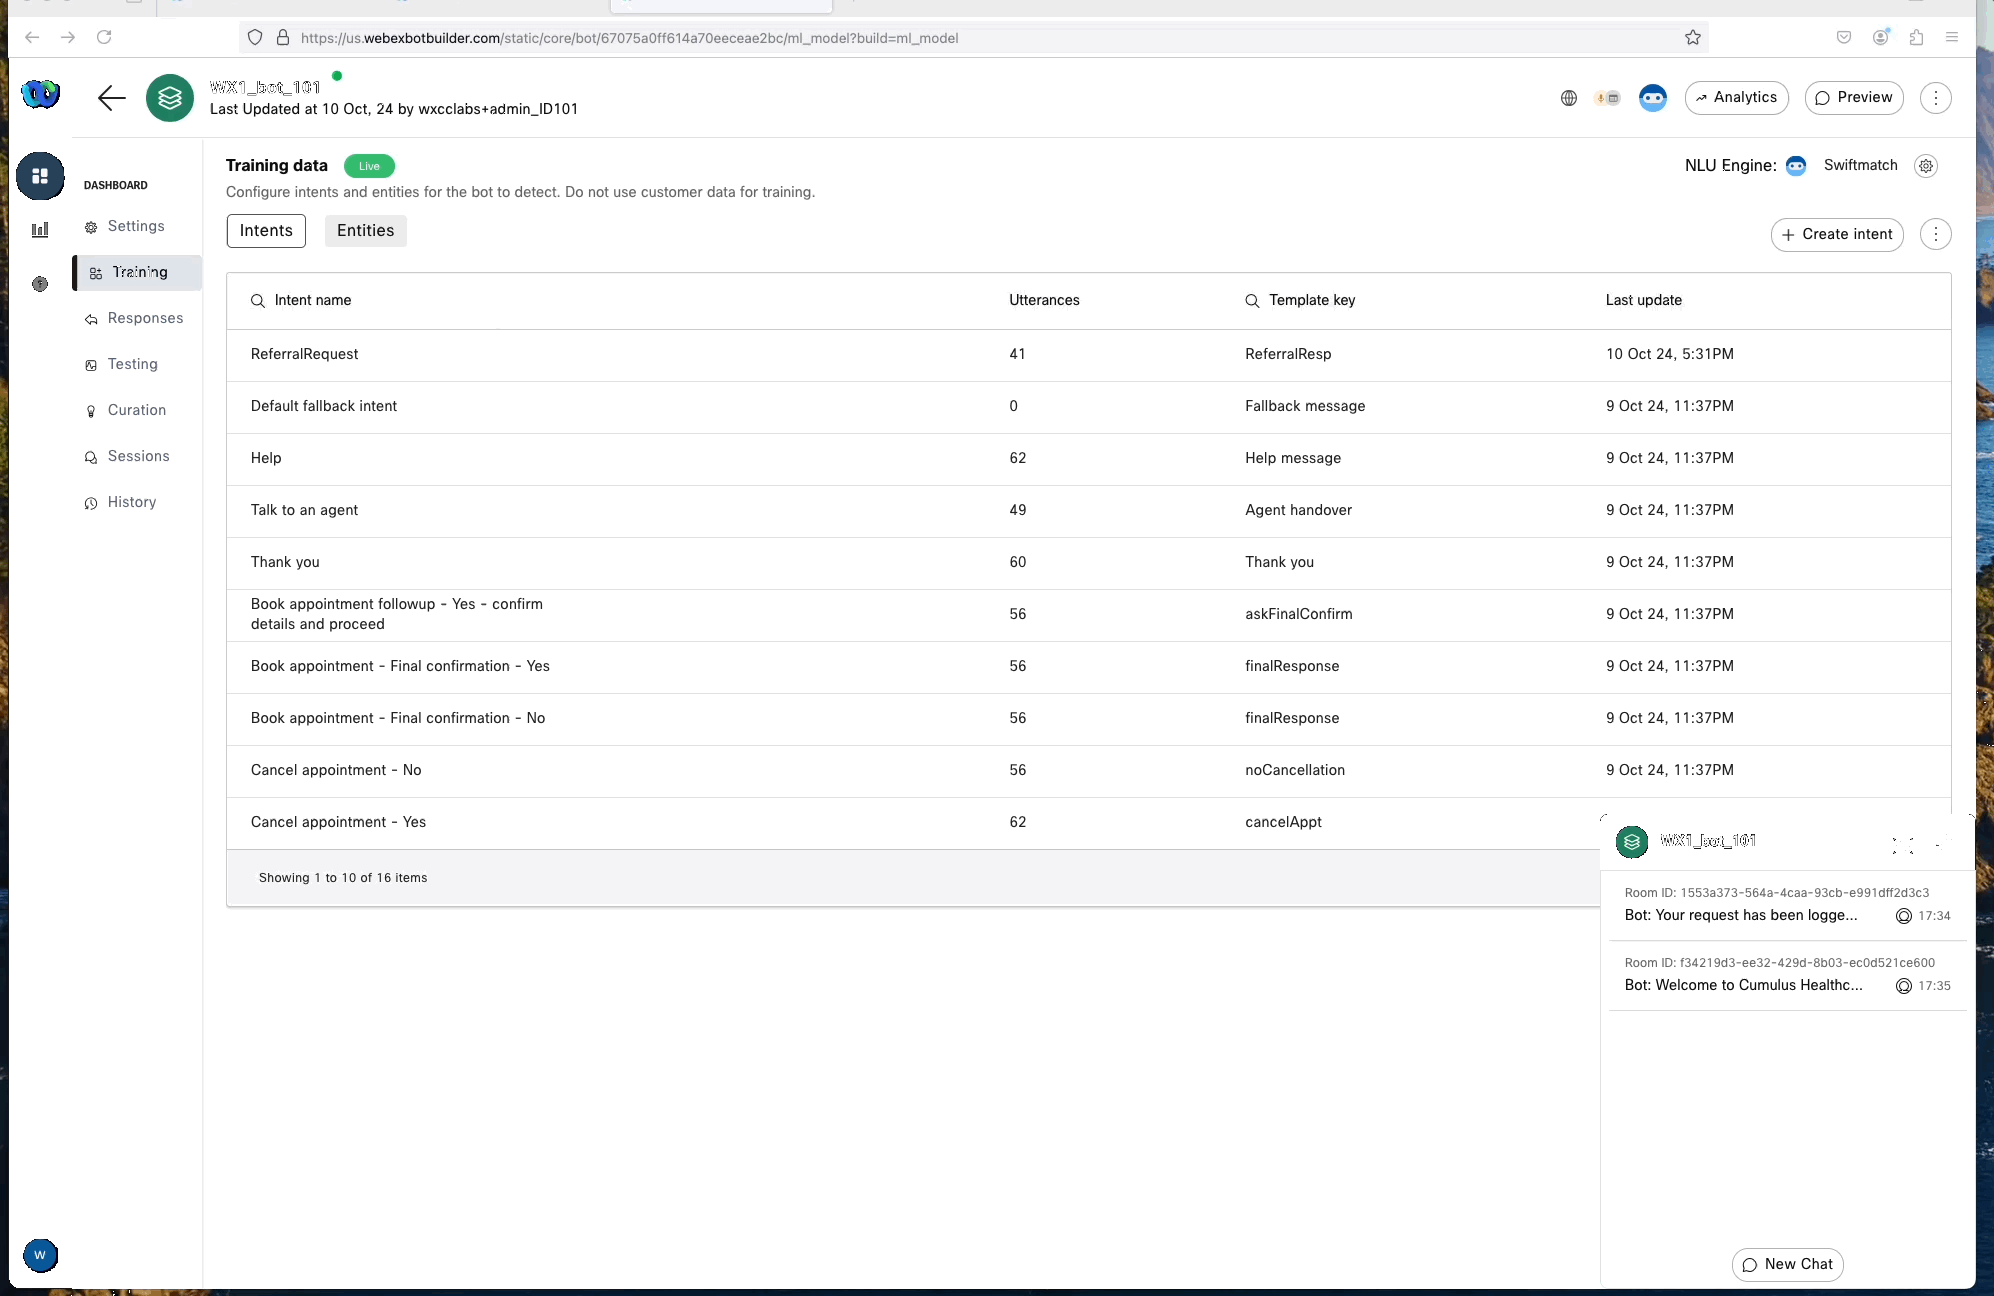 https://us.webexbotbuilder.com/static/core/bot/67075a0ff614a70eeceae2bc/ml_model?build=ml_model
WX1_bot_101
Last Updated at 10 Oct, 24 by wxcclabs+admin_ID101
Analytics
Preview
DASHBOARD
Settings
Training
Responses
Testing
Curation
Sessions
History
W
Training data Live
NLU Engine: Swiftmatch
Configure intents and entities for the bot to detect. Do not use customer data for training.
Intents Entities
Create intent
Intent name Utterances Template key Last update
ReferralRequest 41 ReferralResp 10 Oct 24, 5:31PM
Default fallback intent 0 Fallback message 9 Oct 24, 11:37PM
Help 62 Help message 9 Oct 24, 11:37PM
Talk to an agent 49 Agent handover 9 Oct 24, 11:37PM
Thank you 60 Thank you 9 Oct 24, 11:37PM
Book appointment followup - Yes - confirm
details and proceed 56 askFinalConfirm 9 Oct 24, 11:37PM
Book appointment - Final confirmation - Yes 56 finalResponse 9 Oct 24, 11:37PM
Book appointment - Final confirmation - No 56 finalResponse 9 Oct 24, 11:37PM
Cancel appointment - No 56 noCancellation 9 Oct 24, 11:37PM
Cancel appointment - Yes 62 cancelAppt
Showing 1 to 10 of 16 items
WX1_bot_101
Room ID: 1553a373-564a-4caa-93cb-e991dff2d3c3
Bot: Your request has been logge... 17:34
Room ID: f34219d3-ee32-429d-8b03-ec0d521ce600
Bot: Welcome to Cumulus Healthc... 17:35
New Chat